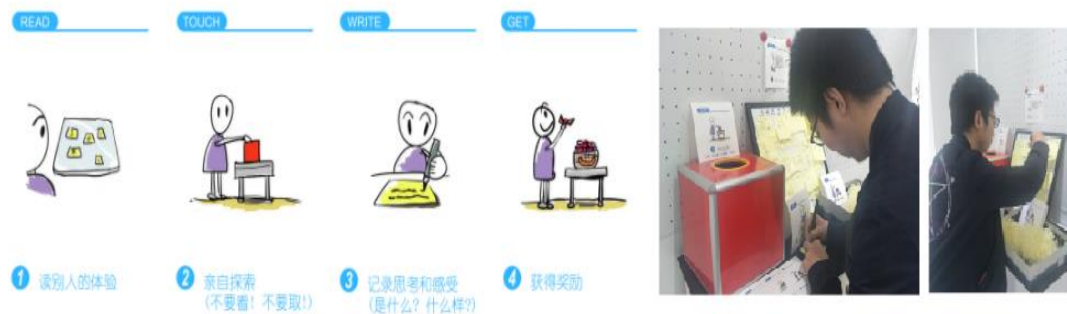 READ
TOUCH
WRITE
GET
1 读别人的体验
2 亲自探索
(不要看! 不要取!)
3 记录思考和感受
(是什么? 什么样?)
4 获得奖励